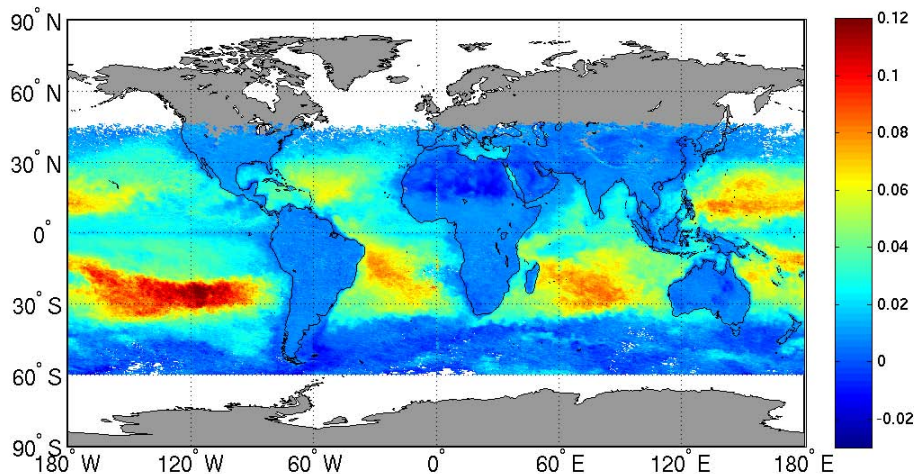 90° N
60° N
30° N
0°
30° S
60° S
90° S
180 W
120 W
60 W
0
60 E
120 E
180 E
0.12
0.1
0.08
0.06
0.04
0.02
0
-0.02